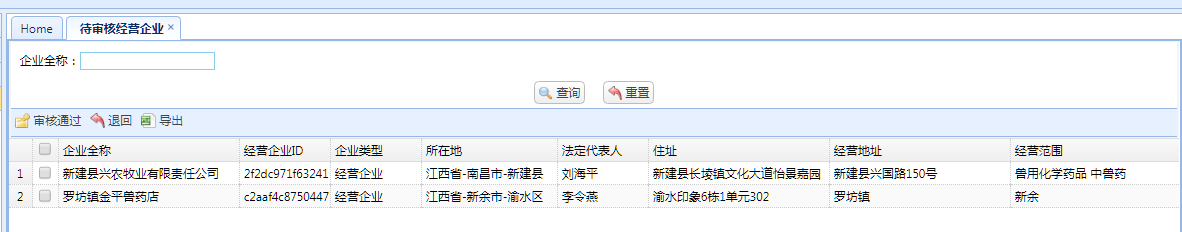 Home 待审核经营企业
企业全称：
查询 重置
审核通过 退回 导出
企业全称 经营企业ID 企业类型 所在地 法定代表人 住址 经营地址 经营范围
1 新建县兴农牧业有限责任公司 2f2dc971f63241 经营企业 江西省-南昌市-新建县 刘海平 新建县长堎镇文化大道怡景嘉园 新建县兴国路150号 兽用化学药品 中兽药
2 罗坊镇金平兽药店 c2aaf4c8750447 经营企业 江西省-新余市-渝水区 李令燕 渝水印象6栋1单元302 罗坊镇 新余